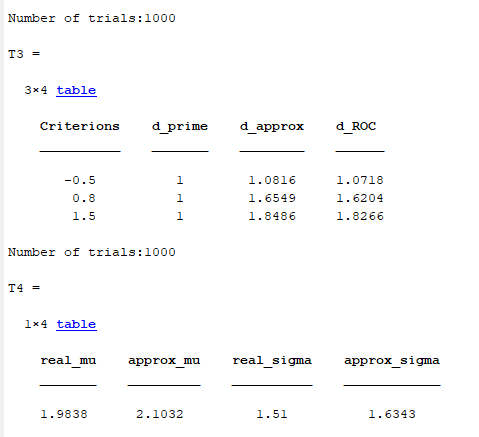 Number of trials:1000
T3 =
3×4 table
Criterions d_prime d_approx d_ROC
-0.5 1 1.0816 1.0718
0.8 1 1.6549 1.6204
1.5 1 1.8486 1.8266
Number of trials:1000
T4 =
1×4 table
real_mu approx_mu real_sigma approx_sigma
1.9838 2.1032 1.51 1.6343